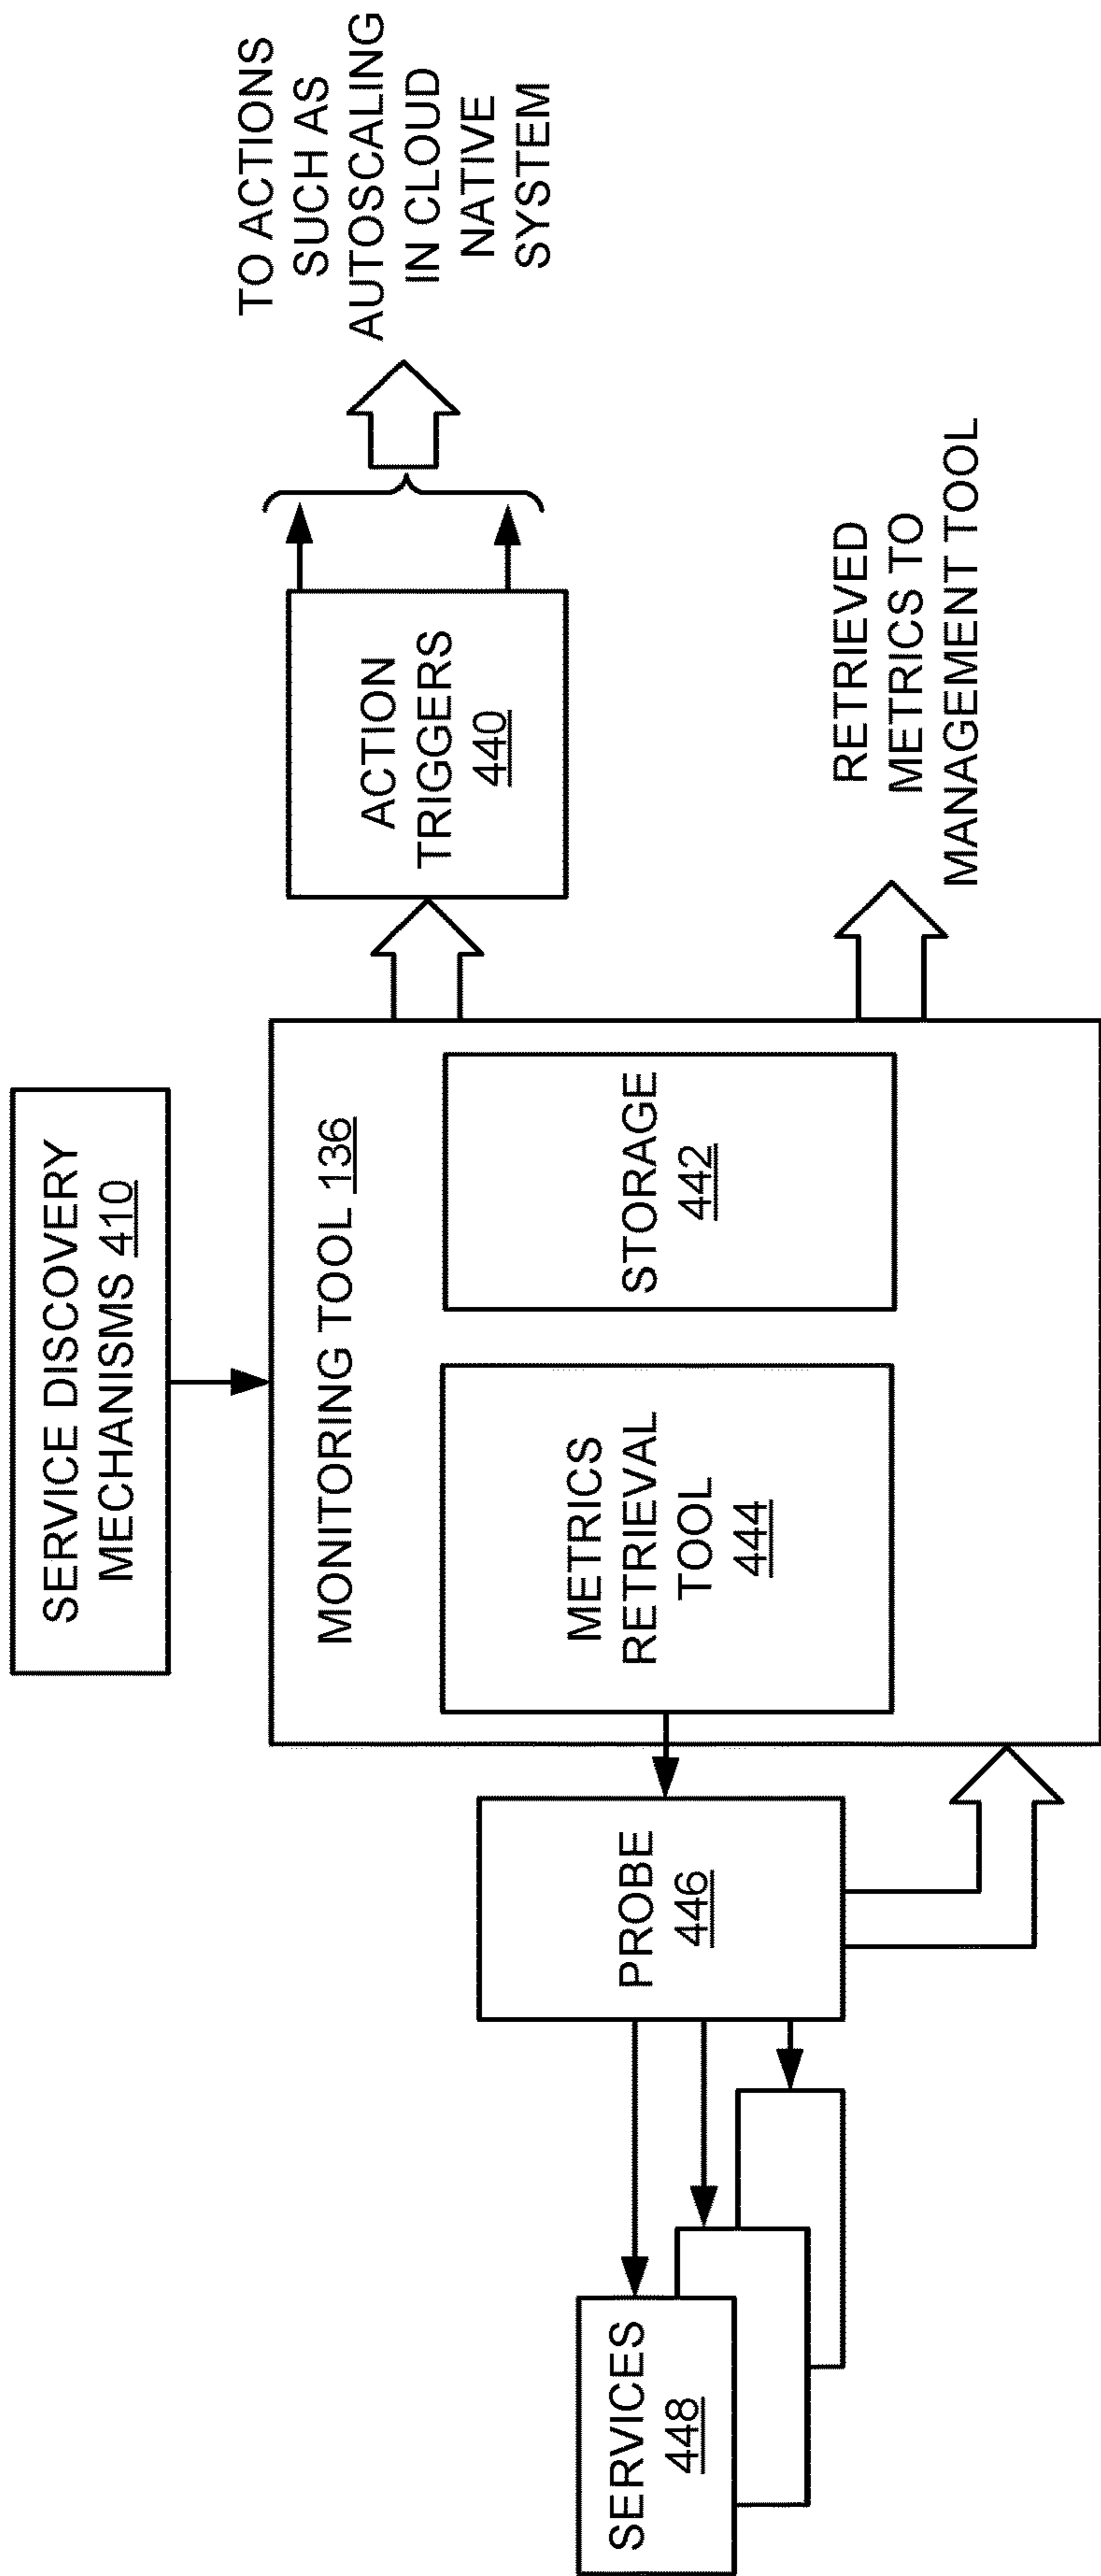 SERVICE DISCOVERY
MECHANISMS 410
MONITORING TOOL 136
SERVICES
448
PROBE
446
METRICS
RETRIEVAL
TOOL
444
STORAGE
442
ACTION
TRIGGERS
440
TO ACTIONS
SUCH AS
AUTOSCALING
IN CLOUD
NATIVE
SYSTEM
RETRIEVED
METRICS TO
MANAGEMENT TOOL